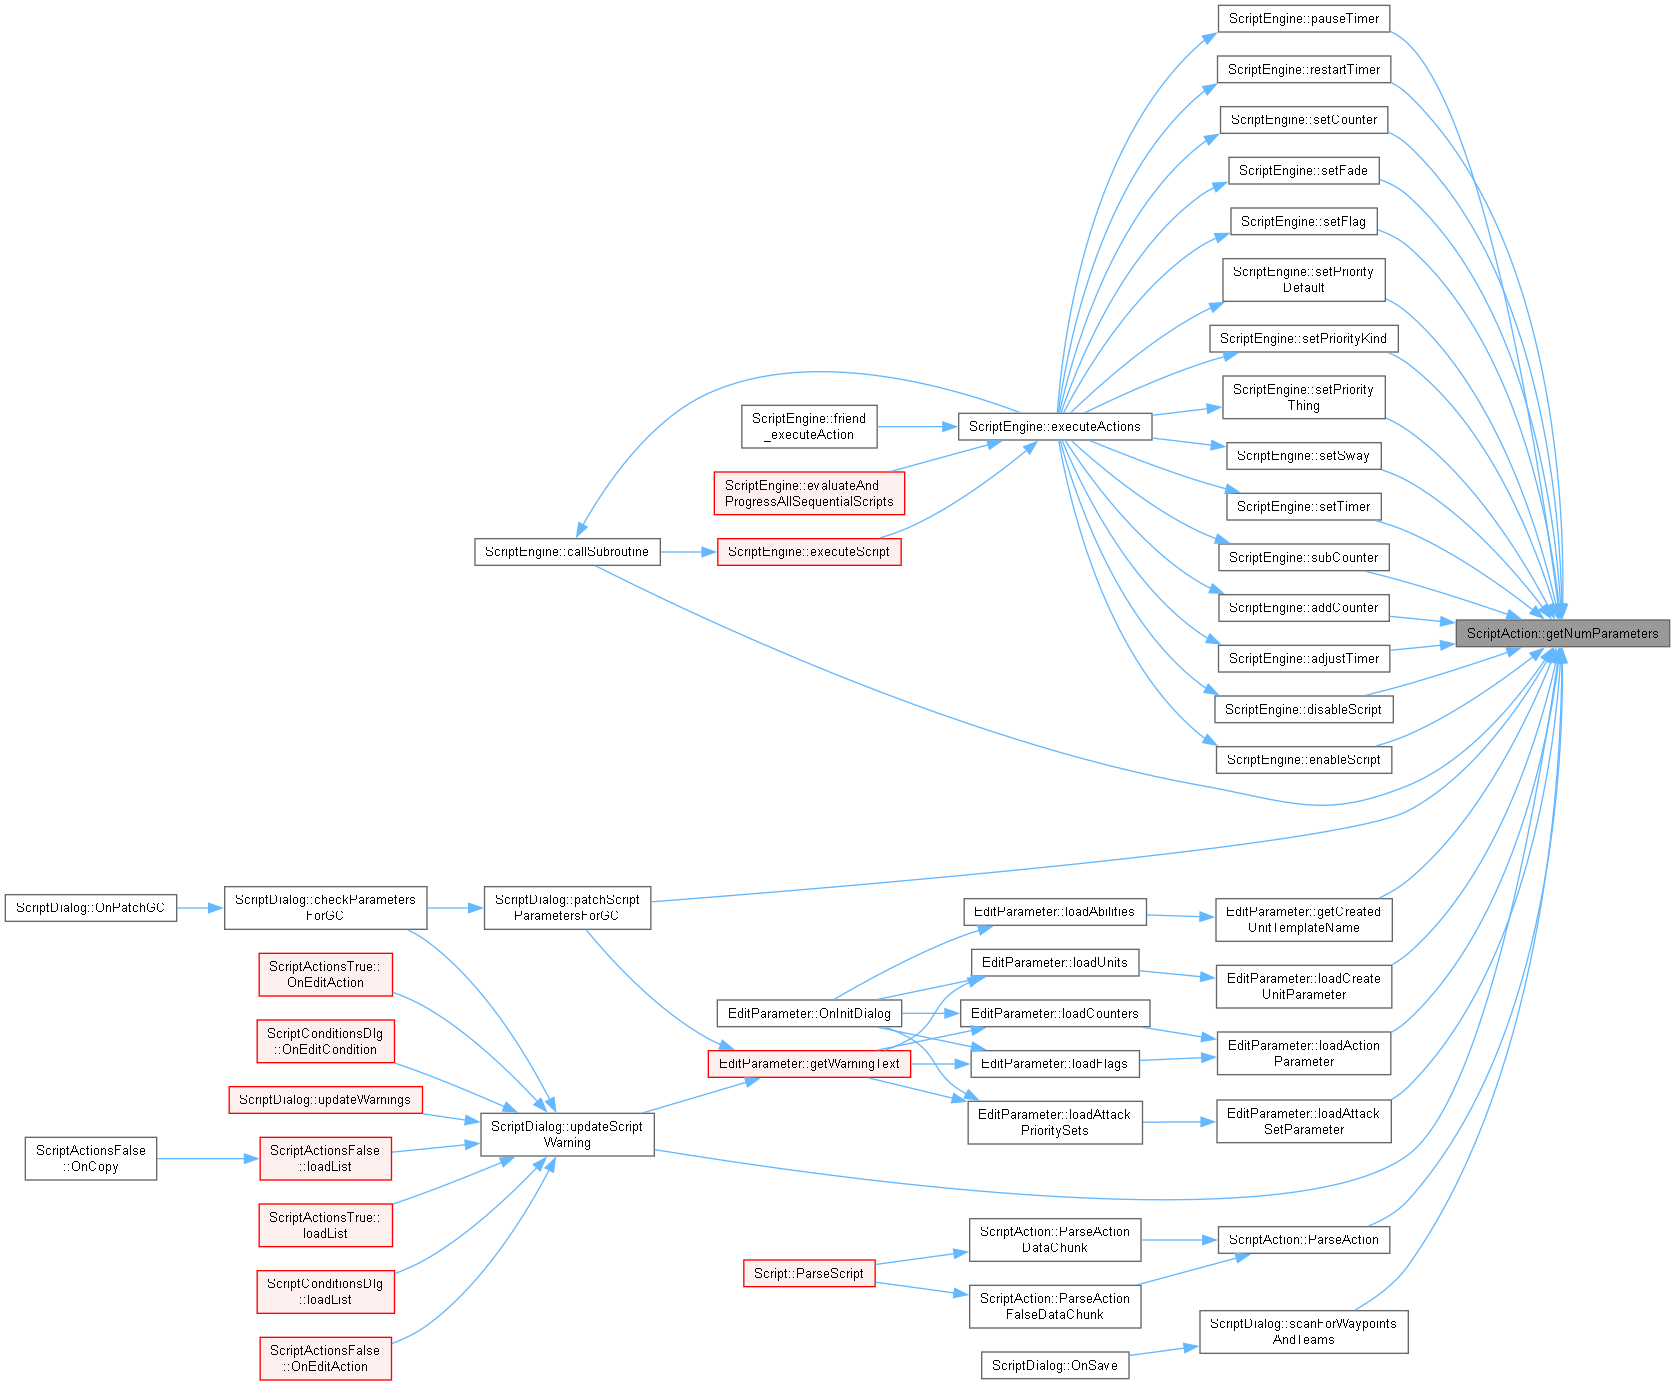 ScriptEngine::pauseTimer
ScriptEngine::restartTimer
ScriptEngine::setCounter
ScriptEngine::setFade
ScriptEngine::setFlag
ScriptEngine::setPriority
Default
ScriptEngine::setPriorityKind
ScriptEngine::setPriority
Thing
ScriptEngine::friend
_executeAction
ScriptEngine::executeActions
ScriptEngine::setSway
ScriptEngine::evaluateAnd
ProgressAllSequentialScripts
ScriptEngine::setTimer
ScriptEngine::callSubroutine
ScriptEngine::executeScript
ScriptEngine::subCounter
ScriptEngine::addCounter
ScriptAction::getNumParameters
ScriptEngine::adjustTimer
ScriptEngine::disableScript
ScriptEngine::enableScript
ScriptDialog::OnPatchGC
ScriptDialog::checkParameters
ForGC
ScriptDialog::patchScript
ParametersForGC
EditParameter::loadAbilities
EditParameter::getCreated
UnitTemplateName
ScriptActionsTrue::
OnEditAction
EditParameter::loadUnits
EditParameter::loadCreate
UnitParameter
ScriptConditionsDlg
::OnEditCondition
EditParameter::OnInitDialog
EditParameter::loadCounters
EditParameter::getWarningText
EditParameter::loadFlags
EditParameter::loadAction
Parameter
ScriptDialog::updateWarnings
ScriptDialog::updateScript
Warning
EditParameter::loadAttack
PrioritySets
EditParameter::loadAttack
SetParameter
ScriptActionsFalse
::OnCopy
ScriptActionsFalse
::loadList
ScriptActionsTrue::
loadList
ScriptAction::ParseAction
DataChunk
ScriptAction::ParseAction
Script::ParseScript
ScriptConditionsDlg
::loadList
ScriptAction::ParseAction
FalseDataChunk
ScriptDialog::scanForWaypoints
AndTeams
ScriptActionsFalse
::OnEditAction
ScriptDialog::OnSave